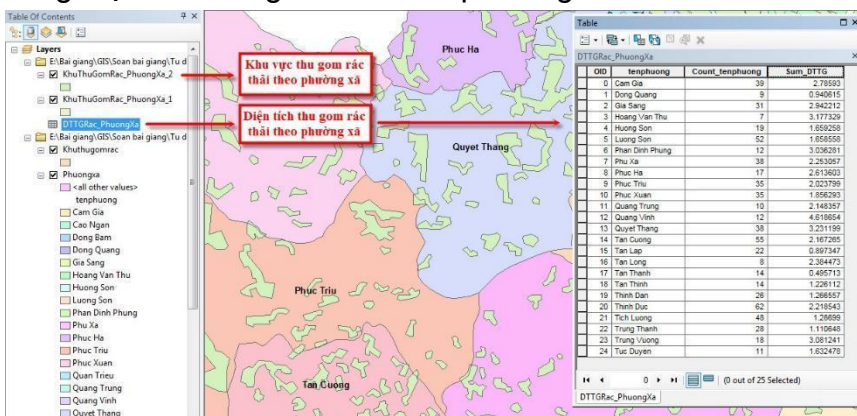 Table Of Contents
Layers
E:\Bai giang\GIS\Soan bai giang\Tu d
KhuThuGomRac_PhuongXa_2
KhuThuGomRac_PhuongXa_1
DTTGRac_PhuongXa
E:\Bai giang\GIS\Soan bai giang\Tu d
Khuthugomrac
Phuongxa
<all other values>
tenphuong
Cam Gia
Cao Ngan
Dong Bam
Dong Quang
Gia Sang
Hoang Van Thu
Huong Son
Luong Son
Phan Dinh Phung
Phu Xa
Phuc Ha
Phuc Triu
Phuc Xuan
Quan Trieu
Quang Trung
Quang Vinh
Quyet Thang
Khu vực thu gom rác
thải theo phường xã
Diện tích thu gom rác
thải theo phường xã
Phuc Ha
Quyet Thang
Phuc Triu
Tan Cuong
Table
DTTGRac_PhuongXa
OID tenphuong Count_tenphuong Sum_DTTG
0 Cam Gia 39 2.78593
1 Dong Quang 9 0.940615
2 Gia Sang 31 2.942212
3 Hoang Van Thu 7 3.177329
4 Huong Son 19 1.659258
5 Luong Son 52 1.658558
6 Phan Dinh Phung 12 3.036281
7 Phu Xa 38 2.253057
8 Phuc Ha 17 2.613603
9 Phuc Triu 35 2.023799
10 Phuc Xuan 35 1.856293
11 Quang Trung 10 2.148357
12 Quang Vinh 12 4.618654
13 Quyet Thang 38 3.231199
14 Tan Cuong 55 2.167265
15 Tan Lap 22 0.897347
16 Tan Long 8 2.384473
17 Tan Thanh 14 0.495713
18 Tan Thinh 14 1.226112
19 Thinh Dan 26 1.266557
20 Thinh Duc 62 2.218543
21 Tich Luong 48 1.28699
22 Trung Thanh 28 1.110648
23 Trung Vuong 18 3.081241
24 Tuc Duyen 11 1.632478
0
(0 out of 25 Selected)
DTTGRac_PhuongXa